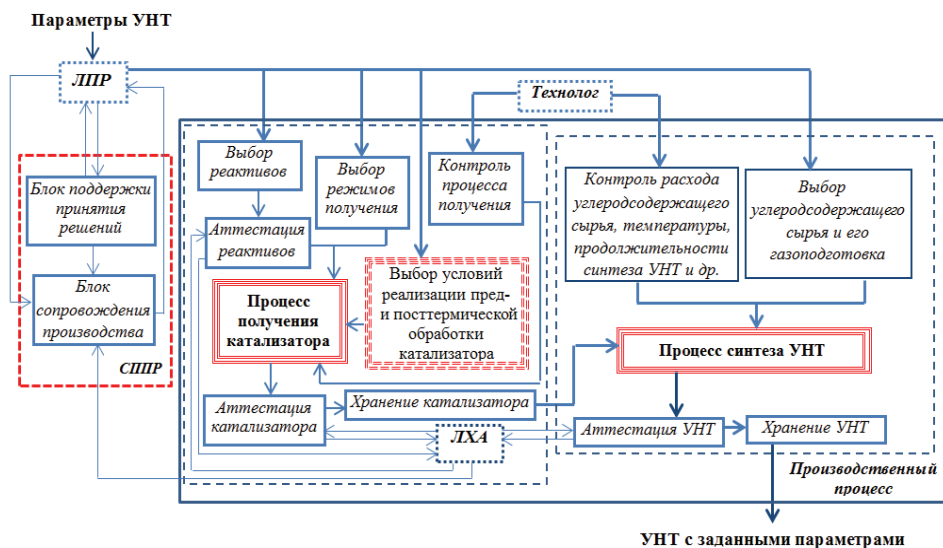 Параметры УНТ
ЛПР
Технолог
Блок поддержки
принятия
решений
Блок
сопровождения
производства
СППР
Выбор
реактивов
Выбор
режимов
получения
Контроль
процесса
получения
Аттестация
реактивов
Процесс
получения
катализатора
Выбор условий
реализации пред-
и посттермической
обработки
катализатора
Аттестация
катализатора
Хранение катализатора
ЛХА
Контроль расхода
углеродсодержащего
сырья, температуры,
продолжительности
синтеза УНТ и др.
Выбор
углеродсодержащего
сырья и его
газоподготовка
Процесс синтеза УНТ
Аттестация УНТ
Хранение УНТ
Производственный
процесс
УНТ с заданными параметрами